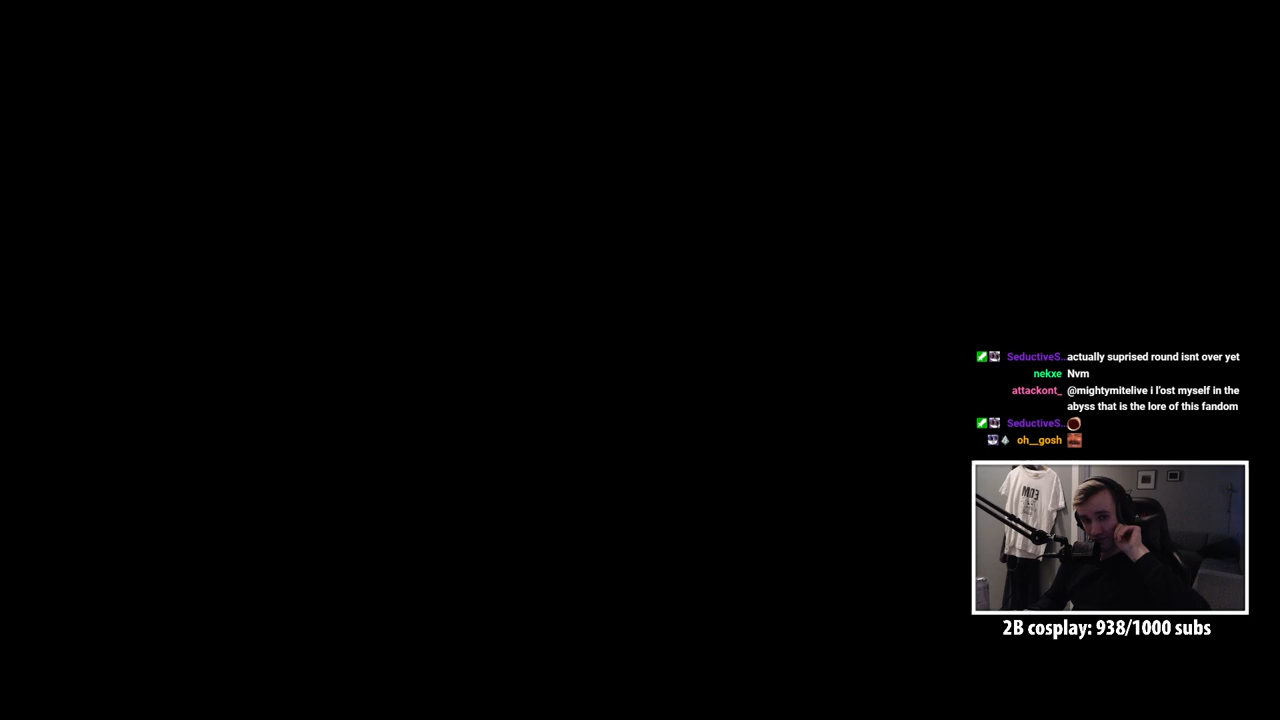 SeductiveS... actually suprised round isnt over yet
nekxe Nvm
attackont_ @mightymitelive i l'ost myself in the
abyss that is the lore of this fandom
SeductiveS...
oh__gosh
2B cosplay: 938/1000 subs